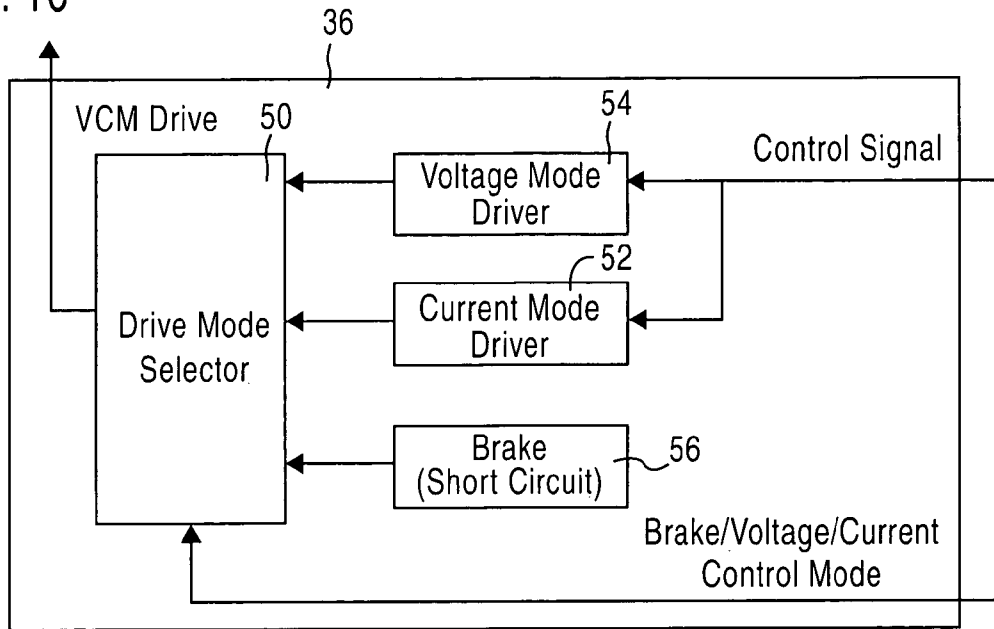 36
VCM Drive
50
54
Control Signal
Voltage Mode
Driver
52
Current Mode
Driver
Drive Mode
Selector
Brake
(Short Circuit)
56
Brake/Voltage/Current
Control Mode